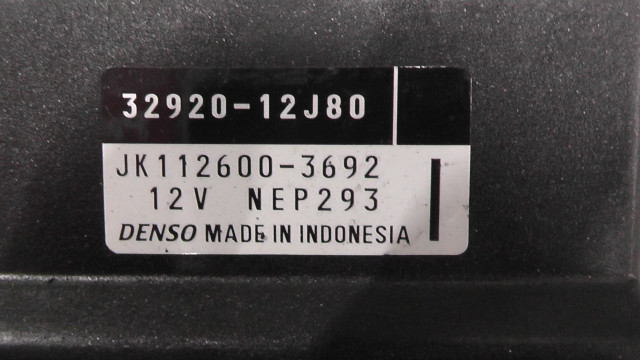 32920-12J80
JK112600-3692
12V NEP293
DENSO MADE IN INDONESIA